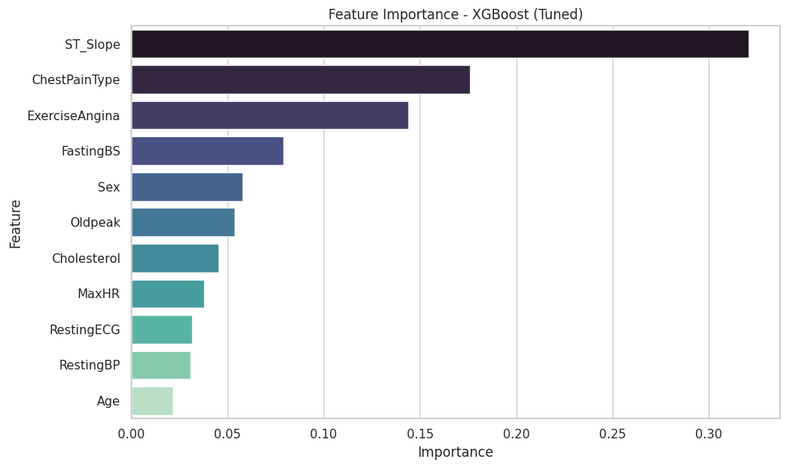 Feature Importance - XGBoost (Tuned)
ST_Slope
ChestPainType
ExerciseAngina
FastingBS
Sex
Oldpeak
Cholesterol
MaxHR
RestingECG
RestingBP
Age
Feature
0.00 0.05 0.10 0.15 0.20 0.25 0.30
Importance